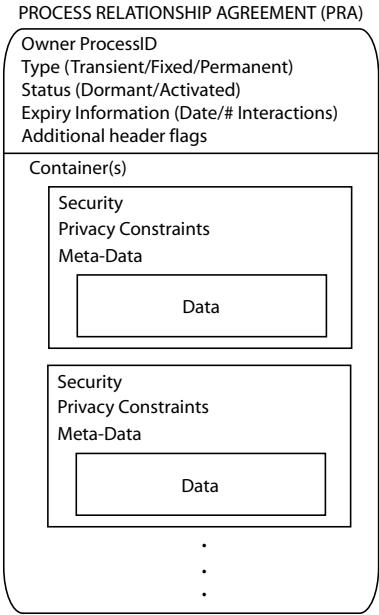 PROCESS RELATIONSHIP AGREEMENT (PRA)
Owner ProcessID
Type (Transient/Fixed/Permanent)
Status (Dormant/Activated)
Expiry Information (Date/# Interactions)
Additional header flags
Container(s)
Security
Privacy Constraints
Meta-Data
Data
Security
Privacy Constraints
Meta-Data
Data
.
.
.